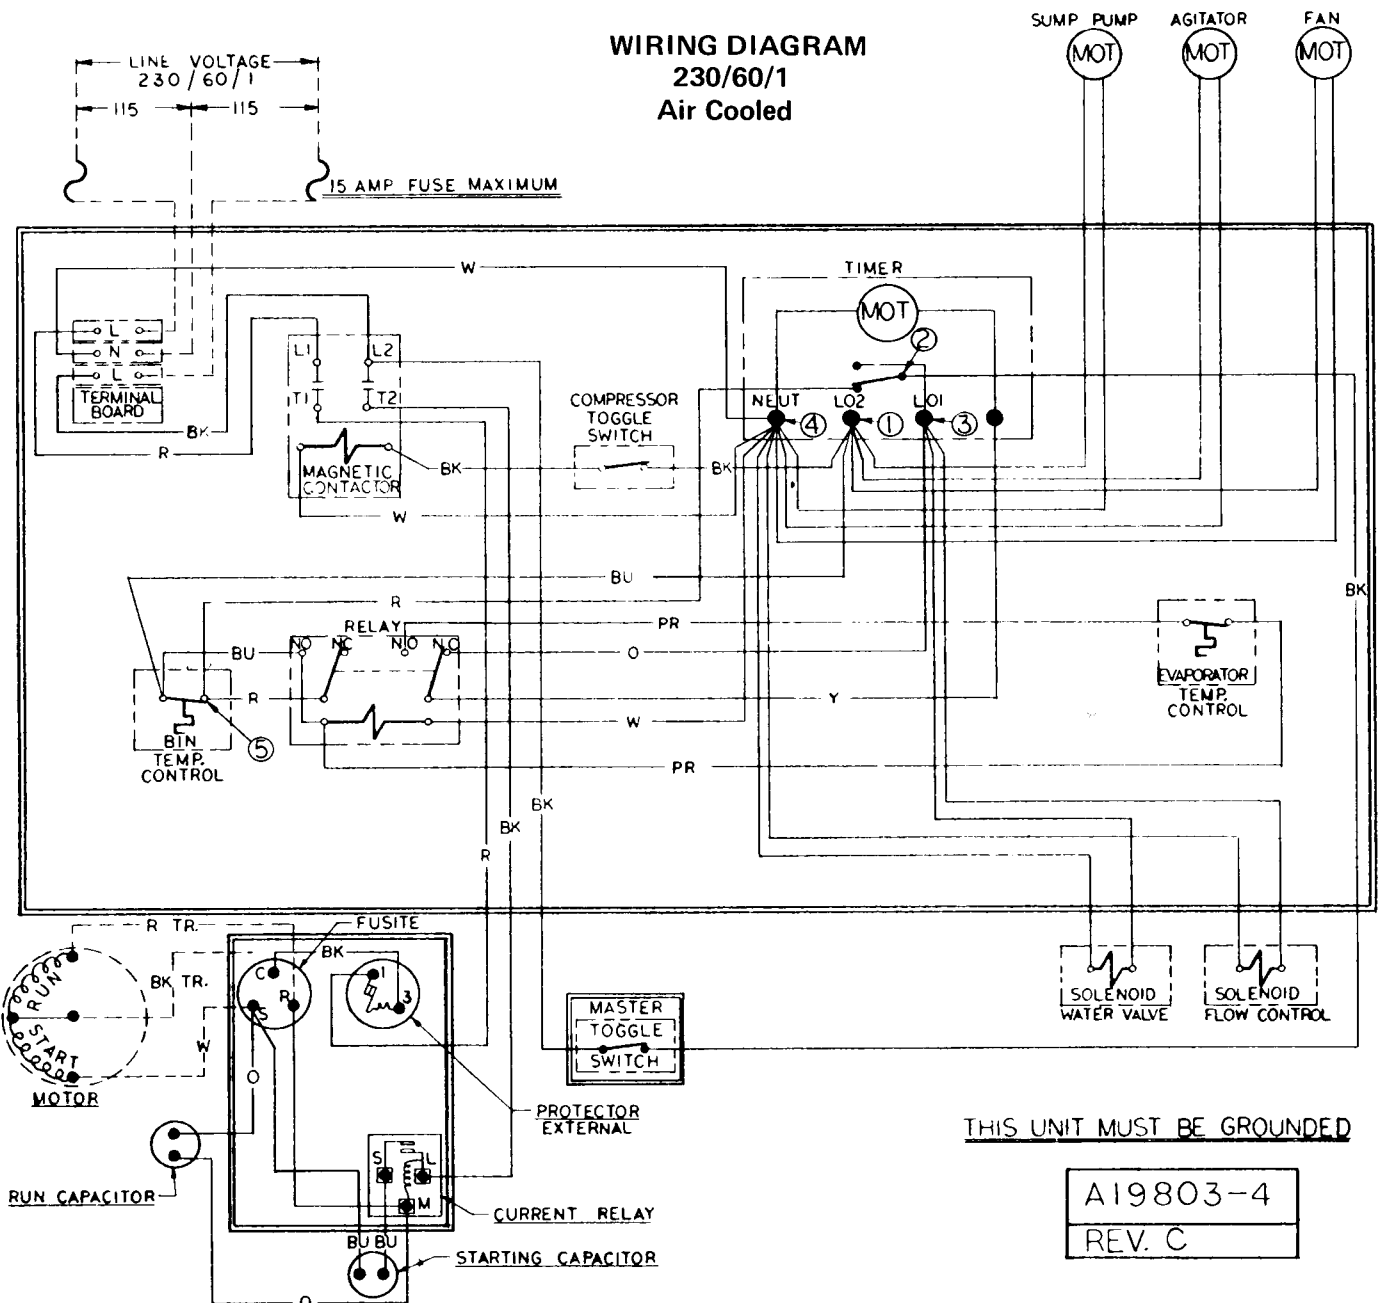 WIRING DIAGRAM
230/60/1
Air Cooled
SUMP PUMP
AGITATOR
FAN
MOT
MOT
MOT
LINE VOLTAGE
230/60/1
115
115
15 AMP FUSE MAXIMUM
W
TIMER
MOT
2
L
N
L
TERMINAL
BOARD
L1
L2
T1
T2
BK
R
MAGNETIC
CONTACTOR
COMPRESSOR
TOGGLE
SWITCH
BK
BK
NEUT
LO2
LO1
4
1
3
W
BU
R
BK
RELAY
NO
NC
NO
NC
PR
BU
O
R
Y
W
PR
BIN
TEMP.
CONTROL
5
EVAPORATOR
TEMP.
CONTROL
BK
BK
R
R TR.
FUSITE
BK
BK TR.
C
R
S
1
3
RUN
START
MOTOR
W
O
MASTER
TOGGLE
SWITCH
SOLENOID
WATER VALVE
SOLENOID
FLOW CONTROL
PROTECTOR
EXTERNAL
THIS UNIT MUST BE GROUNDED
S
L
M
RUN CAPACITOR
CURRENT RELAY
BU BU
STARTING CAPACITOR
O
A19803-4
REV. C